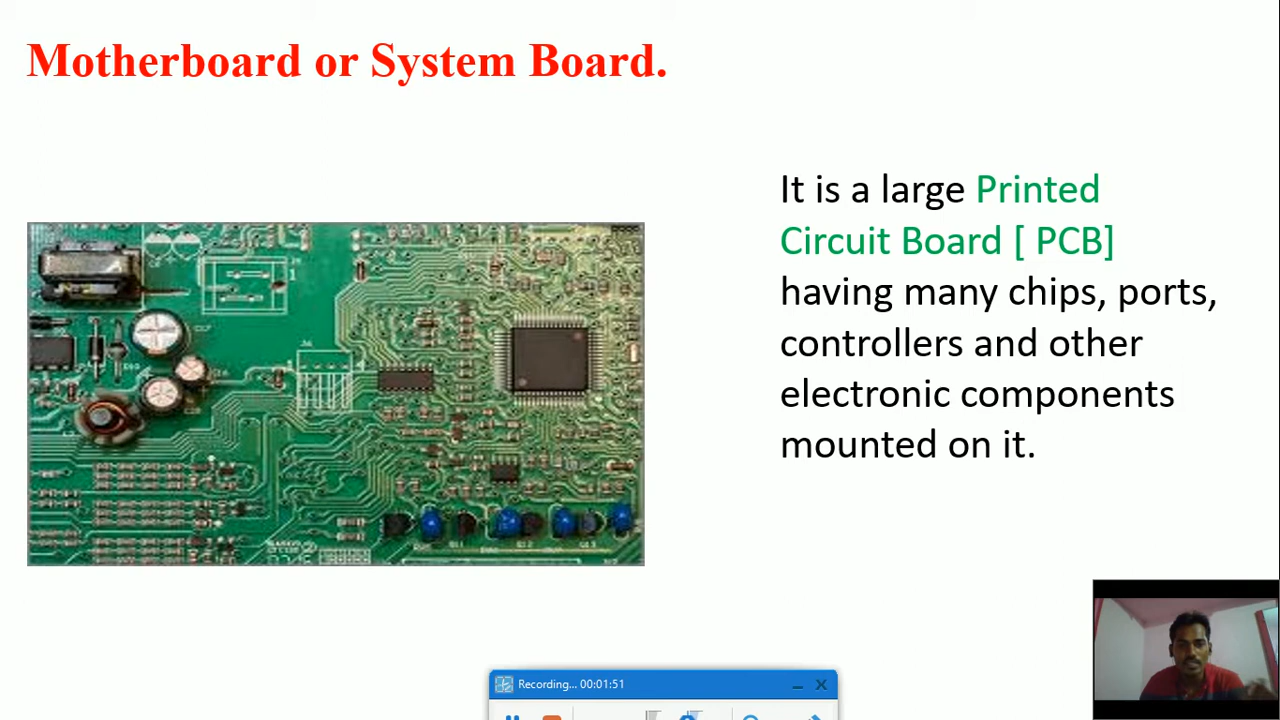 Motherboard or System Board.
It is a large Printed
Circuit Board [ PCB]
having many chips, ports,
controllers and other
electronic components
mounted on it.
Recording... 00:01:51